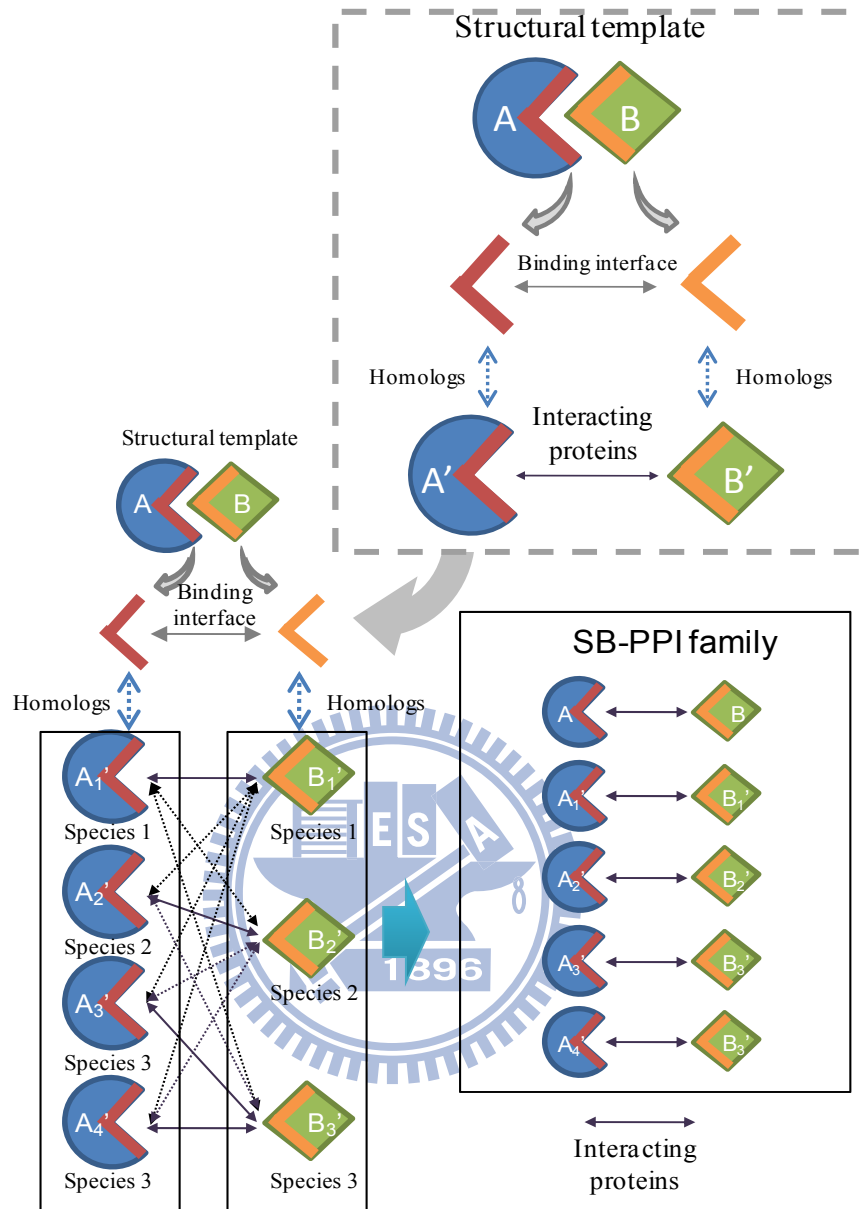 Structural template
A
B
Binding interface
Homologs
Homologs
Interacting
proteins
A'
B'
Structural template
A
B
Binding
interface
Homologs
Homologs
A₁'
B₁'
Species 1
Species 1
A₂'
Species 2
B₂'
Species 2
A₃'
Species 3
A₄'
Species 3
B₃'
Species 3
E S A
8
1896
SB-PPI family
A
B
A₁'
B₁'
A₂'
B₂'
A₃'
B₃'
A₄'
B₃'
Interacting
proteins